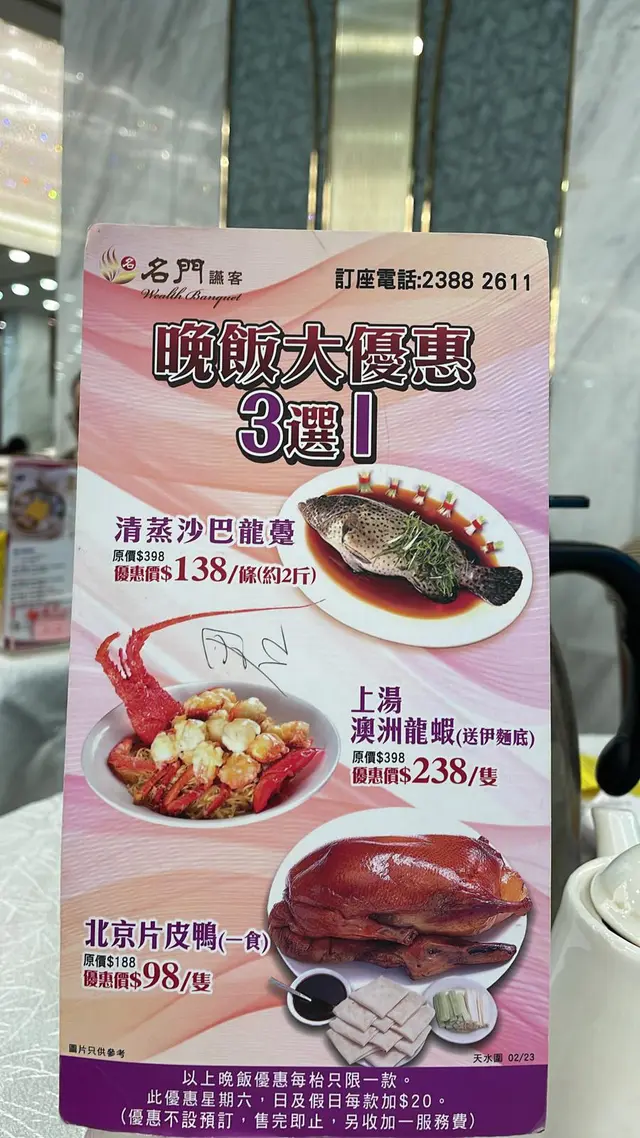 名
名門讌客
Wealth Banquet
訂座電話:2388 2611
晚飯大優惠
3選1
清蒸沙巴龍躉
原價$398
優惠價$138/條(約2斤)
上湯
澳洲龍蝦(送伊麵底)
原價$398
優惠價$238/隻
北京片皮鴨(一食)
原價$188
優惠價$98/隻
圖片只供參考
天水圍 02/23
以上晚飯優惠每枱只限一款。
此優惠星期六，日及假日每款加$20。
(優惠不設預訂，售完即止，另收加一服務費)